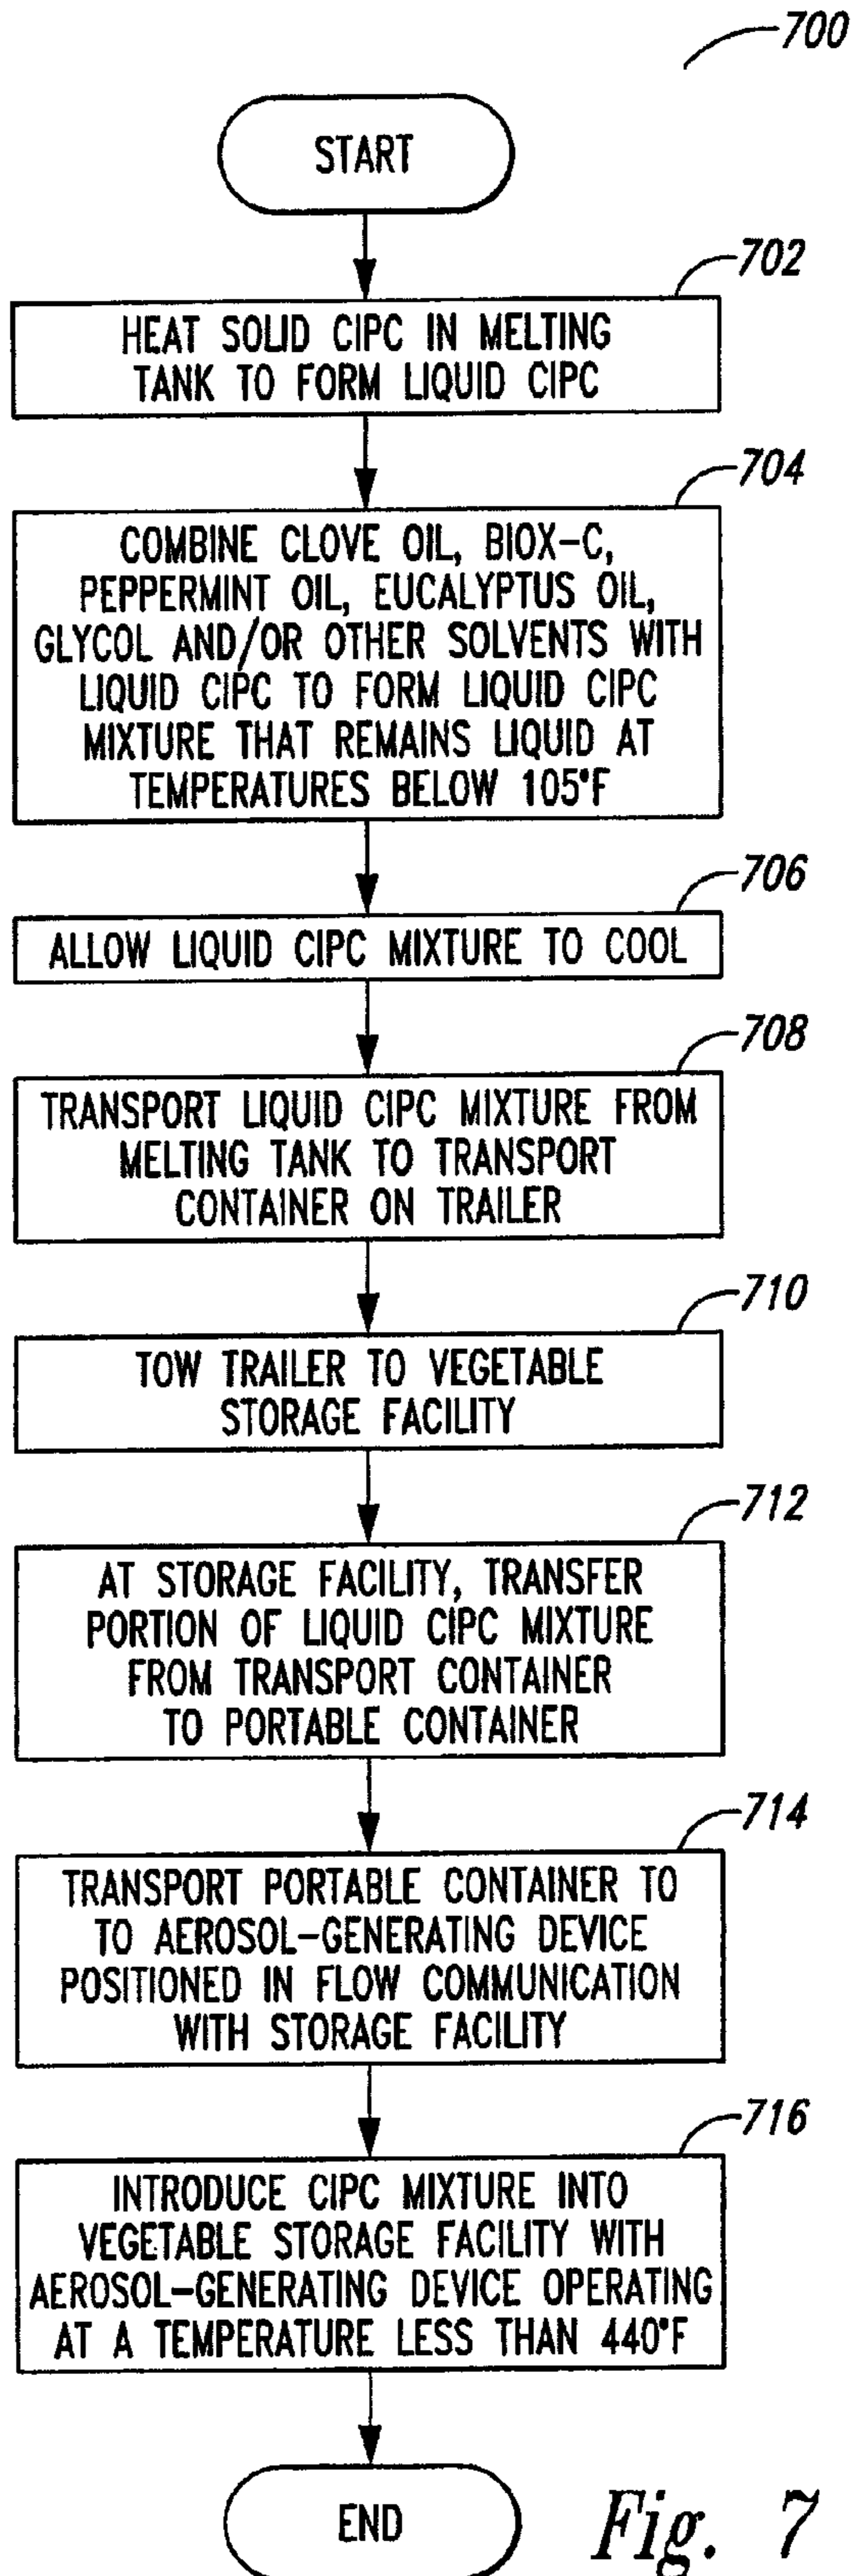 700
START
702
HEAT SOLID CIPC IN MELTING
TANK TO FORM LIQUID CIPC
704
COMBINE CLOVE OIL, BIOX-C,
PEPPERMINT OIL, EUCALYPTUS OIL,
GLYCOL AND/OR OTHER SOLVENTS WITH
LIQUID CIPC TO FORM LIQUID CIPC
MIXTURE THAT REMAINS LIQUID AT
TEMPERATURES BELOW 105°F
706
ALLOW LIQUID CIPC MIXTURE TO COOL
708
TRANSPORT LIQUID CIPC MIXTURE FROM
MELTING TANK TO TRANSPORT
CONTAINER ON TRAILER
710
TOW TRAILER TO VEGETABLE
STORAGE FACILITY
712
AT STORAGE FACILITY, TRANSFER
PORTION OF LIQUID CIPC MIXTURE
FROM TRANSPORT CONTAINER
TO PORTABLE CONTAINER
714
TRANSPORT PORTABLE CONTAINER TO
TO AEROSOL-GENERATING DEVICE
POSITIONED IN FLOW COMMUNICATION
WITH STORAGE FACILITY
716
INTRODUCE CIPC MIXTURE INTO
VEGETABLE STORAGE FACILITY WITH
AEROSOL-GENERATING DEVICE OPERATING
AT A TEMPERATURE LESS THAN 440°F
END
Fig. 7